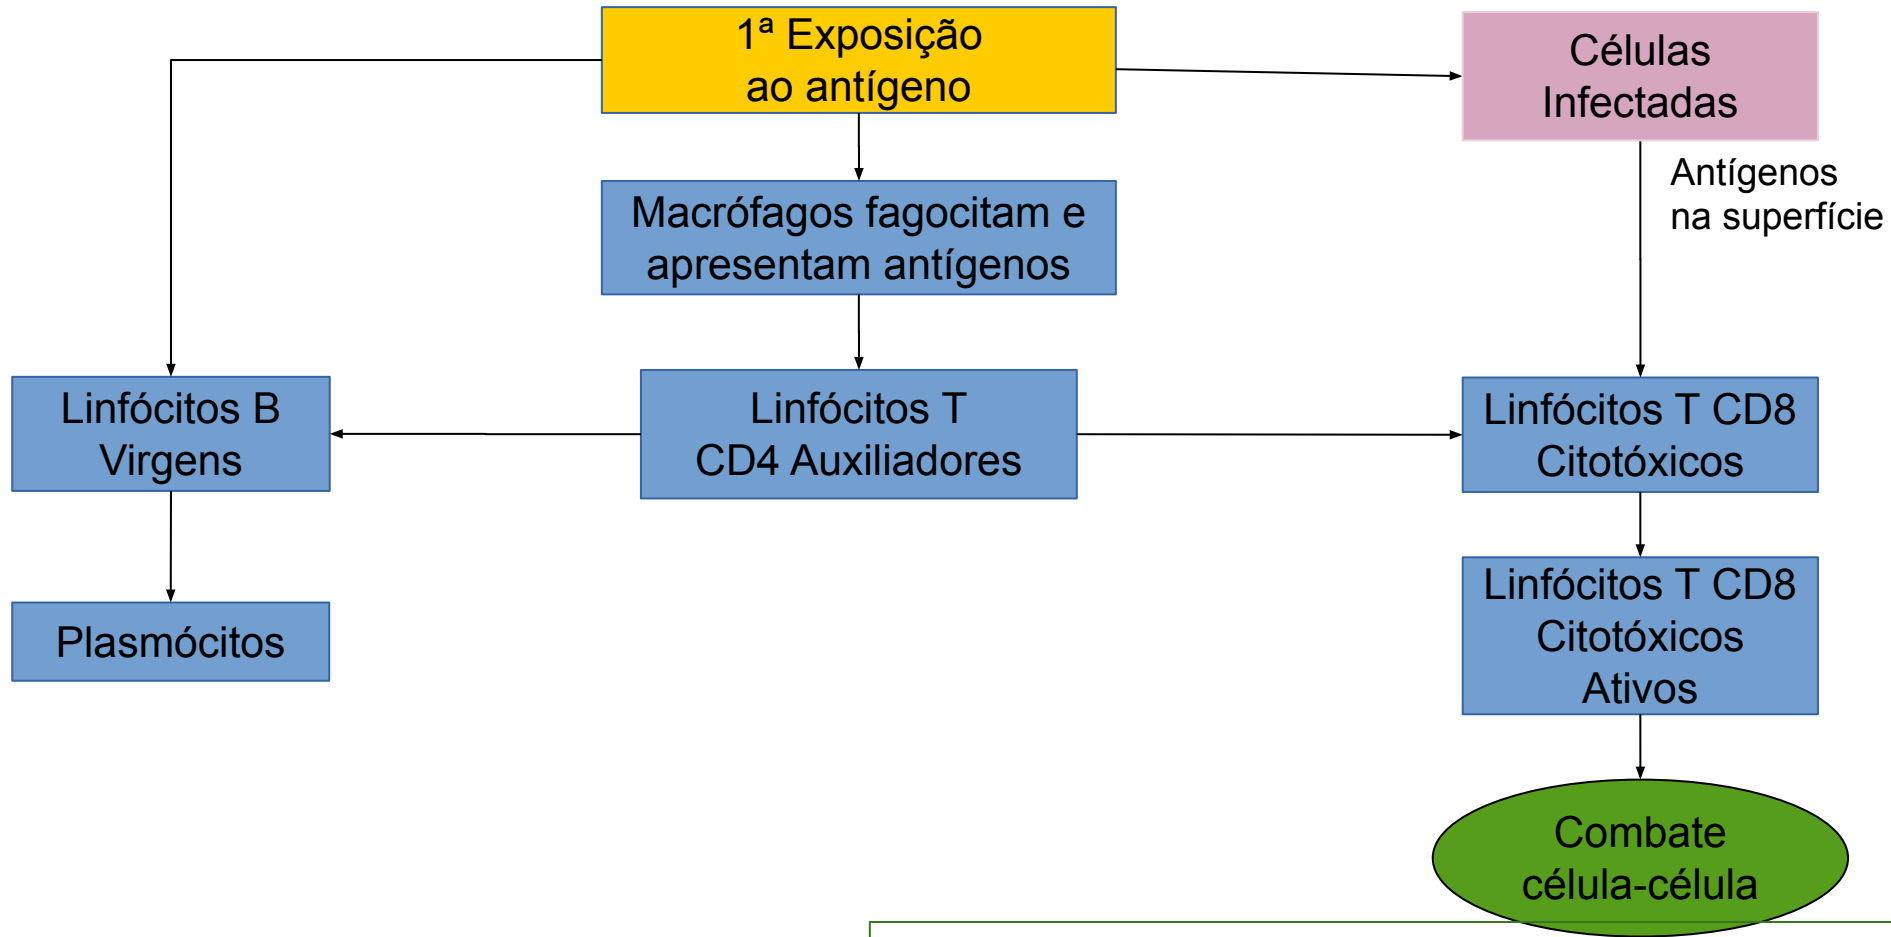 1ª Exposição
ao antígeno
Células
Infectadas
Antígenos
na superfície
Macrófagos fagocitam e
apresentam antígenos
Linfócitos B
Virgens
Linfócitos T
CD4 Auxiliadores
Linfócitos T CD8
Citotóxicos
Plasmócitos
Linfócitos T CD8
Citotóxicos
Ativos
Combate
célula-célula